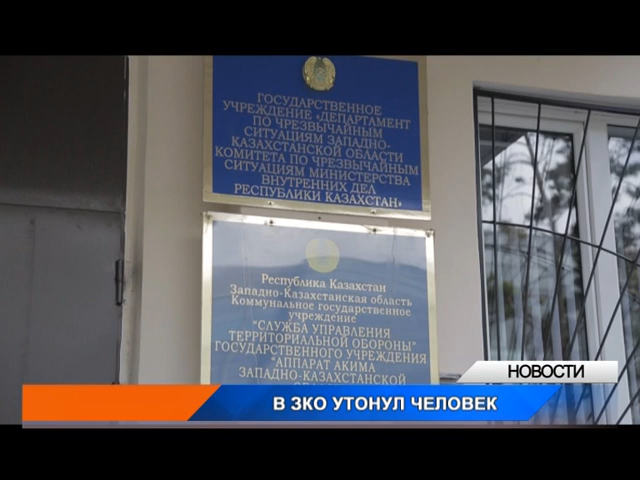 ГОСУДАРСТВЕННОЕ
УЧРЕЖДЕНИЕ «ДЕПАРТАМЕНТ
ПО ЧРЕЗВЫЧАЙНЫМ
СИТУАЦИЯМ ЗАПАДНО-
КАЗАХСТАНСКОЙ ОБЛАСТИ
КОМИТЕТА ПО ЧРЕЗВЫЧАЙНЫМ
СИТУАЦИЯМ МИНИСТЕРСТВА
ВНУТРЕННИХ ДЕЛ
РЕСПУБЛИКИ КАЗАХСТАН»
Республика Казахстан
Западно-Казахстанская область
Коммунальное государственное
учреждение
"СЛУЖБА УПРАВЛЕНИЯ
ТЕРРИТОРИАЛЬНОЙ ОБОРОНЫ"
ГОСУДАРСТВЕННОГО УЧРЕЖДЕНИЯ
"АППАРАТ АКИМА
ЗАПАДНО-КАЗАХСТАНСКОЙ
НОВОСТИ
В ЗКО УТОНУЛ ЧЕЛОВЕК